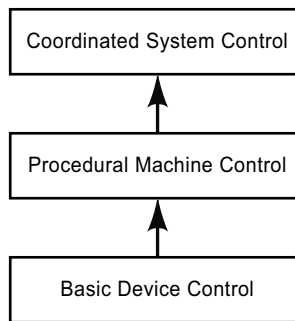 Coordinated System Control
Procedural Machine Control
Basic Device Control